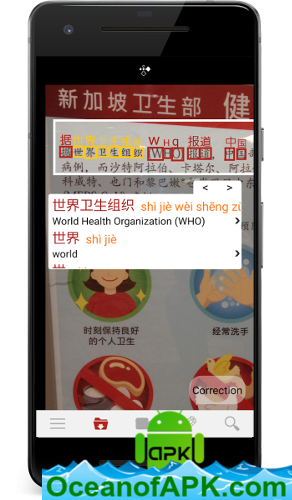 新加坡卫生部 健
据世界卫生组织 WHO 报道 中国
据世界卫生组织(WHO)报道，中国
病例，而沙特阿拉伯、卡塔尔、阿拉
科威特、也门和黎巴嫩
< >
世界卫生组织 shì jiè wèi shēng zǔ
World Health Organization (WHO)
世界 shì jiè
world
时刻保持良好
的个人卫生
经常洗手
Correction
apk
OceanofAPK.com